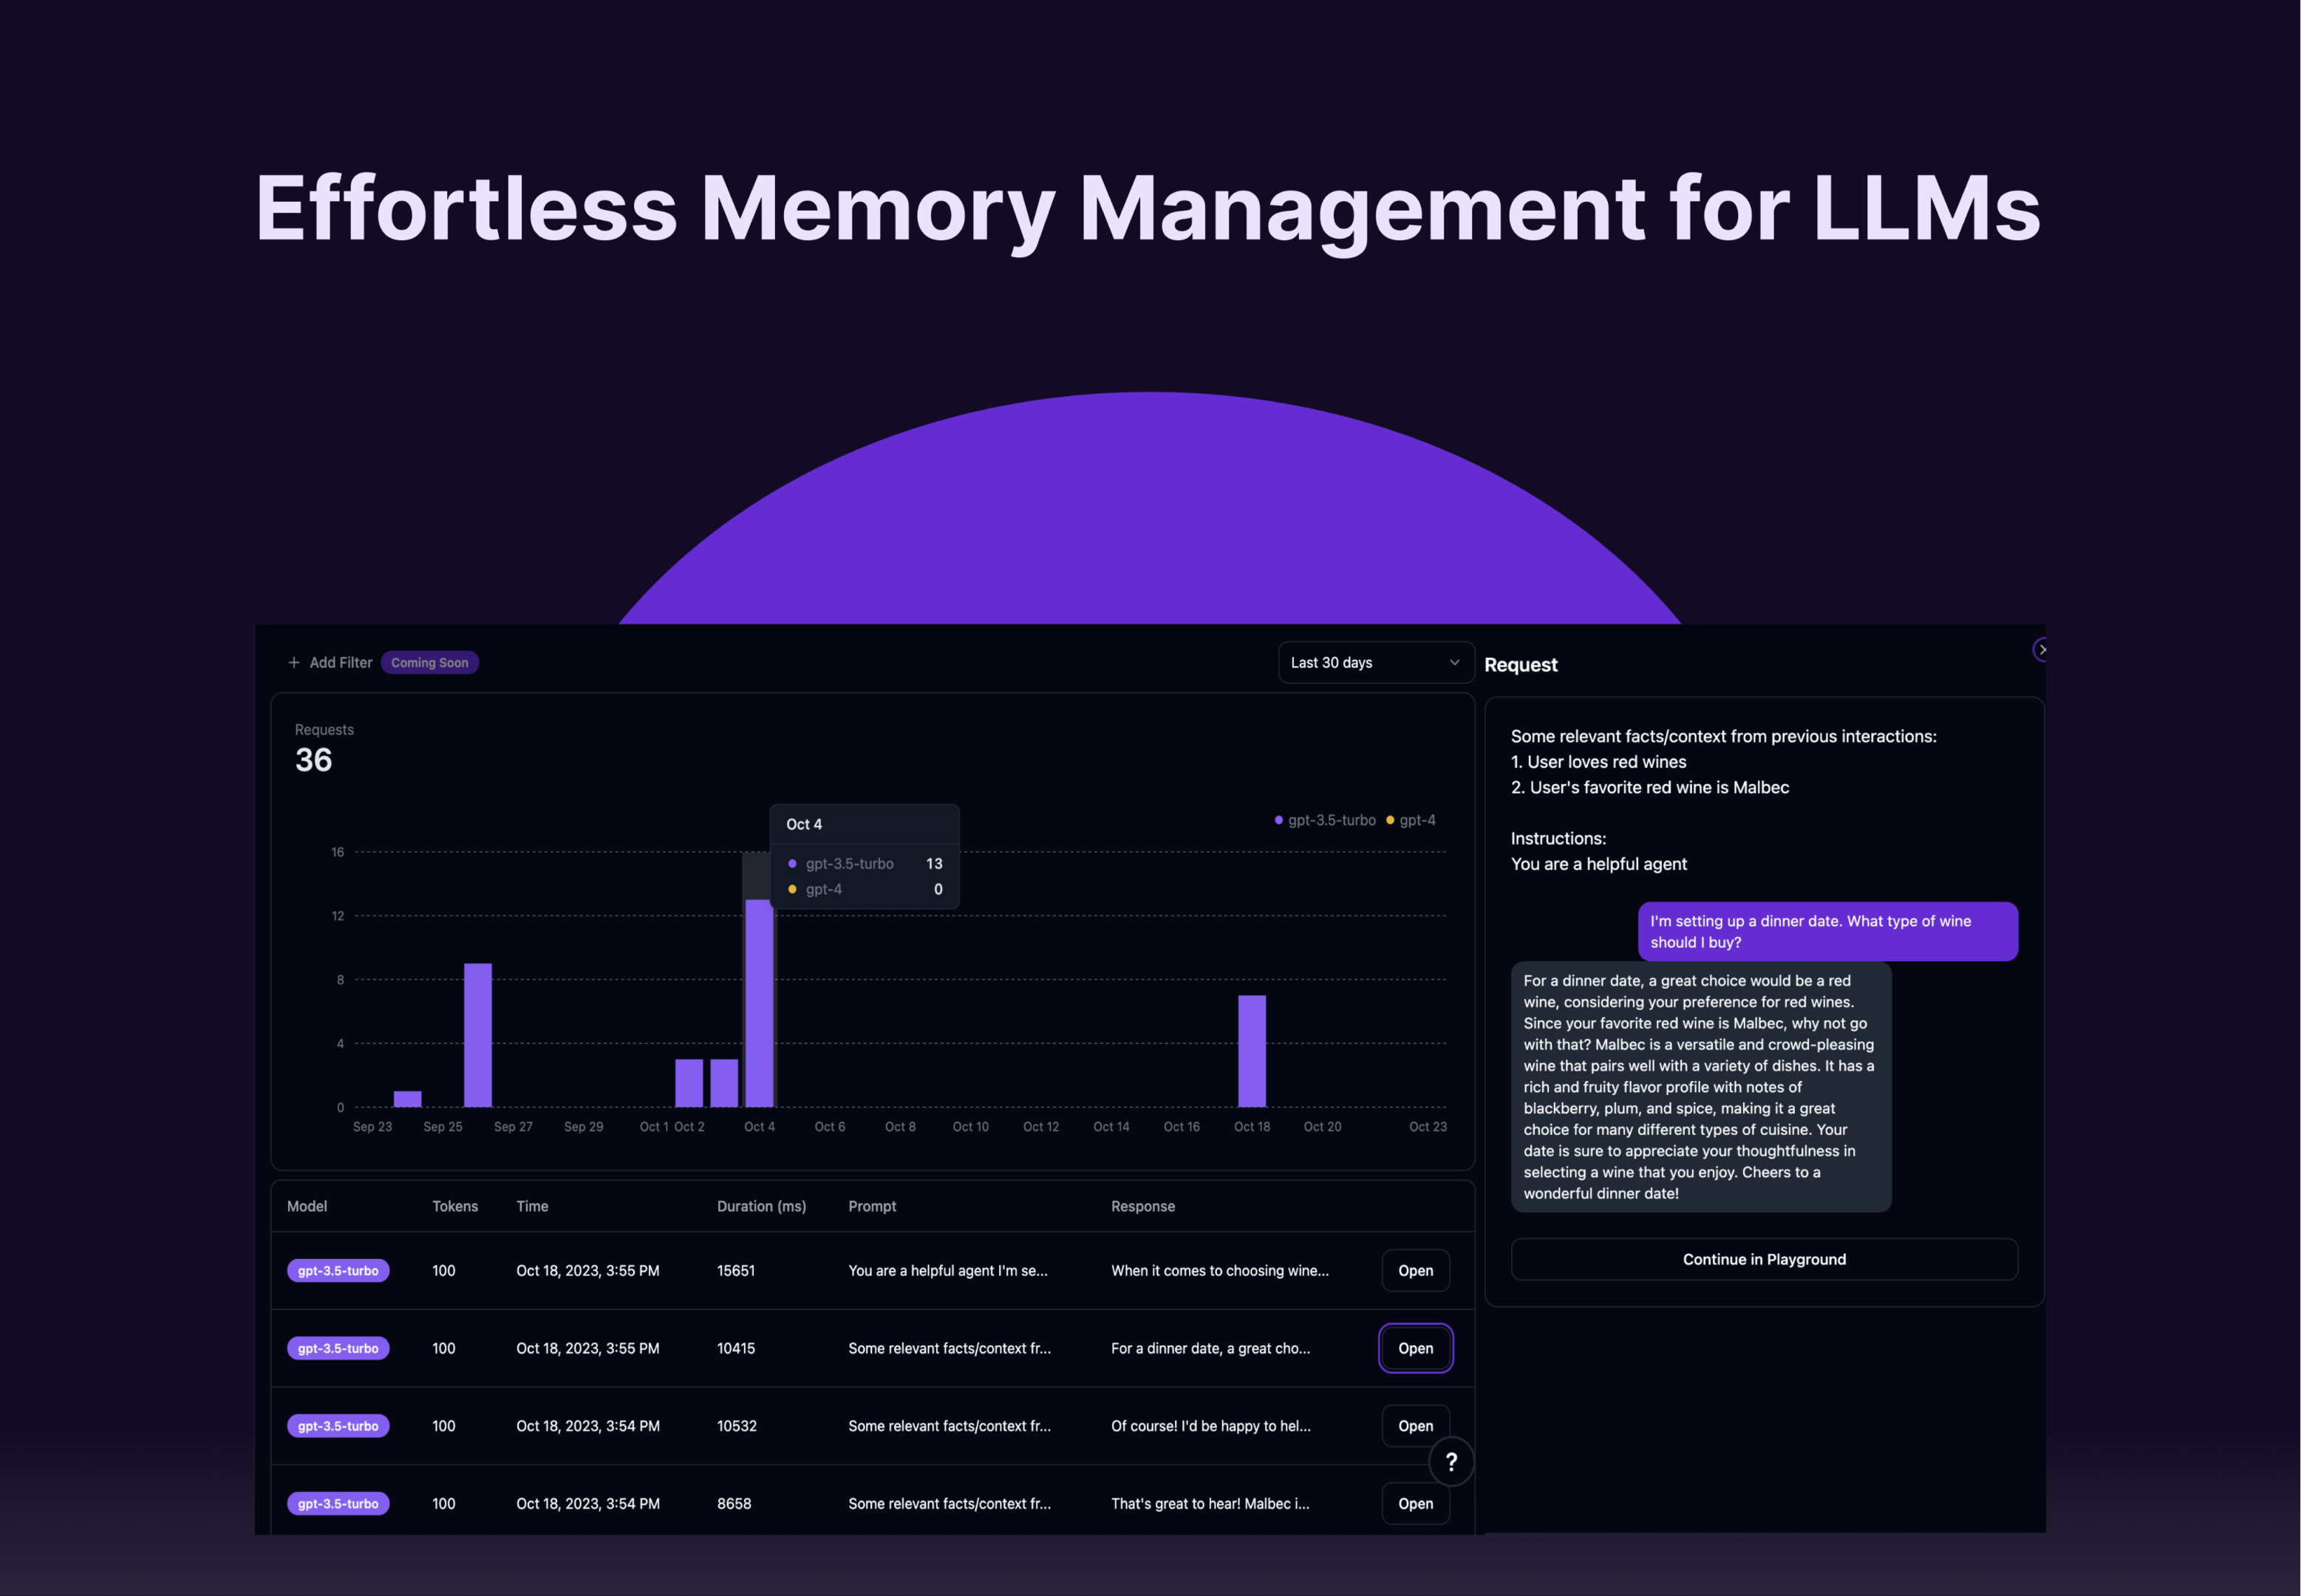 Effortless Memory Management for LLMs
+ Add Filter Coming Soon
Last 30 days
Requests
36
gpt-3.5-turbo gpt-4
Oct 4
gpt-3.5-turbo 13
gpt-4 0
16
12
8
4
0
Sep 23 Sep 25 Sep 27 Sep 29 Oct 1 Oct 2 Oct 4 Oct 6 Oct 8 Oct 10 Oct 12 Oct 14 Oct 16 Oct 18 Oct 20 Oct 23
Model Tokens Time Duration (ms) Prompt Response
gpt-3.5-turbo 100 Oct 18, 2023, 3:55 PM 15651 You are a helpful agent I'm se... When it comes to choosing wine... Open
gpt-3.5-turbo 100 Oct 18, 2023, 3:55 PM 10415 Some relevant facts/context fr... For a dinner date, a great cho... Open
gpt-3.5-turbo 100 Oct 18, 2023, 3:54 PM 10532 Some relevant facts/context fr... Of course! I'd be happy to hel... Open
?
gpt-3.5-turbo 100 Oct 18, 2023, 3:54 PM 8658 Some relevant facts/context fr... That's great to hear! Malbec i... Open
Request
Some relevant facts/context from previous interactions:
1. User loves red wines
2. User's favorite red wine is Malbec
Instructions:
You are a helpful agent
I'm setting up a dinner date. What type of wine
should I buy?
For a dinner date, a great choice would be a red
wine, considering your preference for red wines.
Since your favorite red wine is Malbec, why not go
with that? Malbec is a versatile and crowd-pleasing
wine that pairs well with a variety of dishes. It has a
rich and fruity flavor profile with notes of
blackberry, plum, and spice, making it a great
choice for many different types of cuisine. Your
date is sure to appreciate your thoughtfulness in
selecting a wine that you enjoy. Cheers to a
wonderful dinner date!
Continue in Playground